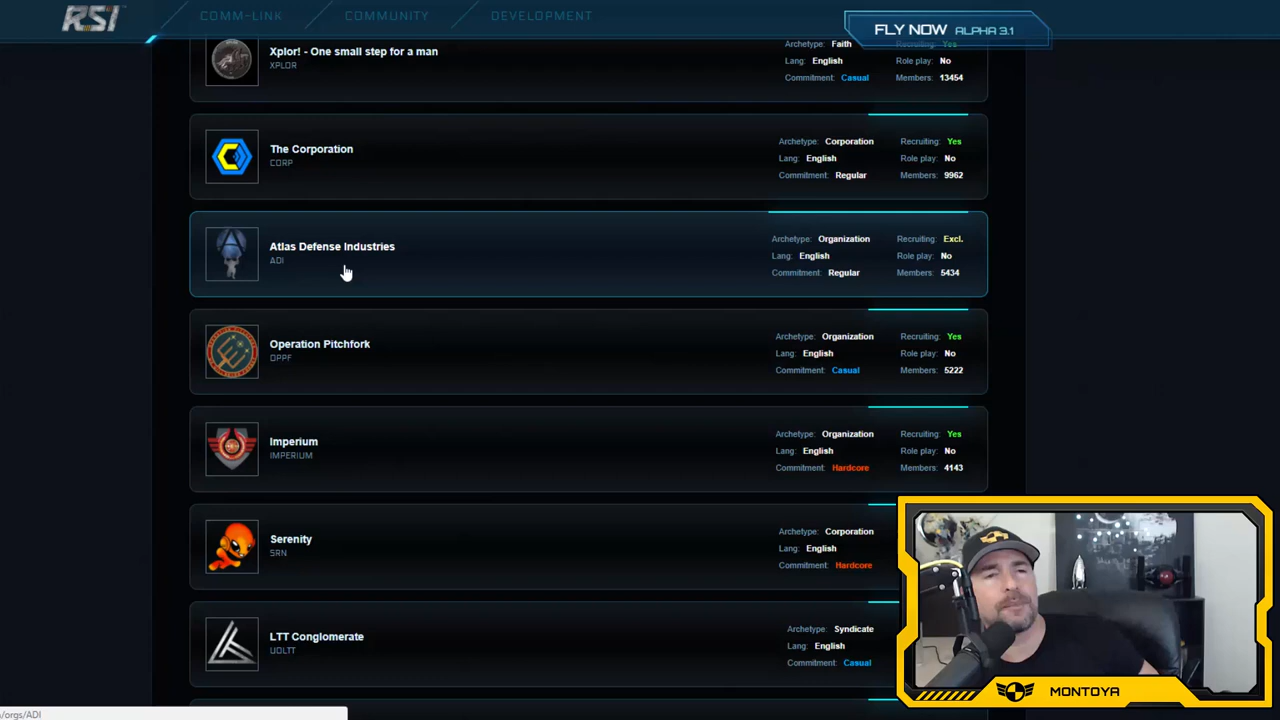 RSI
COMM-LINK
COMMUNITY
DEVELOPMENT
FLY NOW ALPHA 3.1
Xplor! - One small step for a man
XPLOR
Archetype: Faith
Lang: English
Commitment: Casual
Recruiting: Yes
Role play: No
Members: 13454
The Corporation
CORP
Archetype: Corporation
Lang: English
Commitment: Regular
Recruiting: Yes
Role play: No
Members: 9962
Atlas Defense Industries
ADI
Archetype: Organization
Lang: English
Commitment: Regular
Recruiting: Excl.
Role play: No
Members: 5434
Operation Pitchfork
OPPF
Archetype: Organization
Lang: English
Commitment: Casual
Recruiting: Yes
Role play: No
Members: 5222
Imperium
IMPERIUM
Archetype: Organization
Lang: English
Commitment: Hardcore
Recruiting: Yes
Role play: No
Members: 4143
Serenity
SRN
Archetype: Corporation
Lang: English
Commitment: Hardcore
LTT Conglomerate
UOLTT
Archetype: Syndicate
Lang: English
Commitment: Casual
MONTOYA
/orgs/ADI